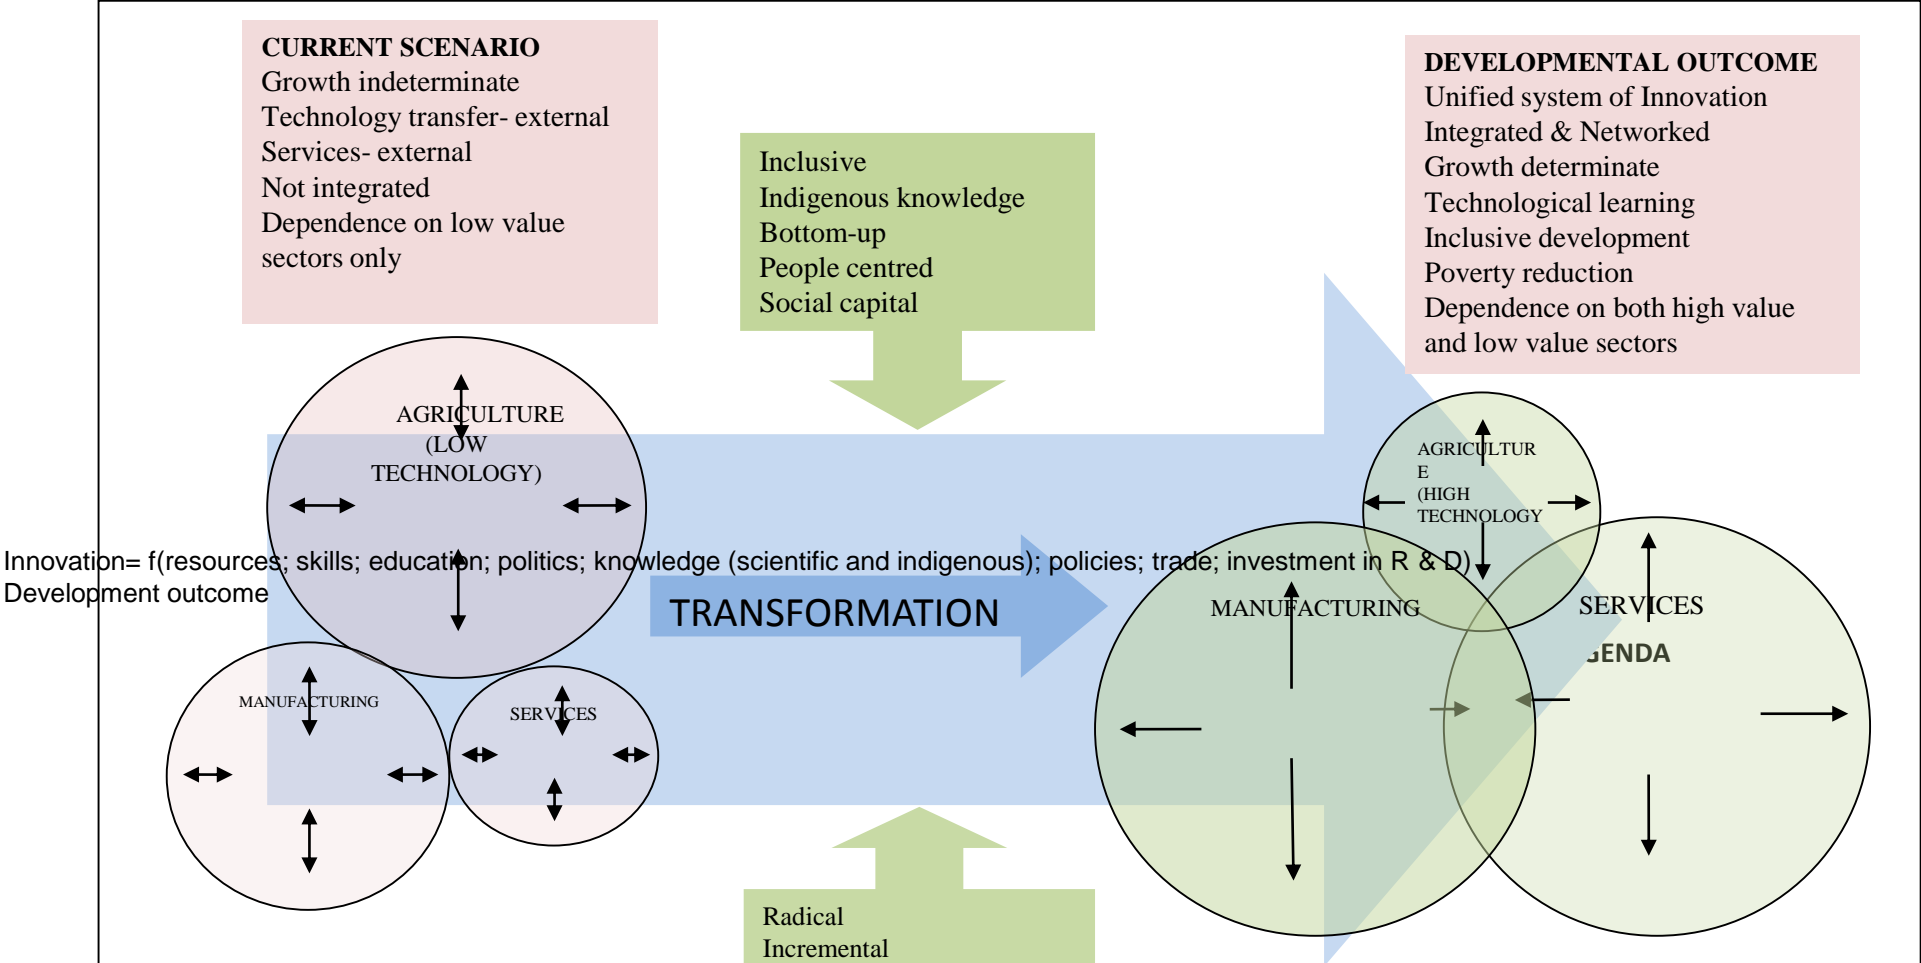 CURRENT SCENARIO
Growth indeterminate
Technology transfer- external
Services- external
Not integrated
Dependence on low value
sectors only
Inclusive
Indigenous knowledge
Bottom-up
People centred
Social capital
DEVELOPMENTAL OUTCOME
Unified system of Innovation
Integrated & Networked
Growth determinate
Technological learning
Inclusive development
Poverty reduction
Dependence on both high value
and low value sectors
AGRICULTURE
(LOW
TECHNOLOGY)
AGRICULTUR
E
(HIGH
TECHNOLOGY
Innovation= f(resources; skills; education; politics; knowledge (scientific and indigenous); policies; trade; investment in R & D)
Development outcome
TRANSFORMATION
MANUFACTURING
SERVICES
GENDA
MANUFACTURING
SERVICES
Radical
Incremental